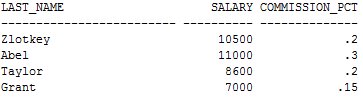 LAST_NAME                     SALARY COMMISSION_PCT
------------------------- ---------- --------------
Zlotkey                        10500             .2
Abel                           11000             .3
Taylor                          8600             .2
Grant                           7000            .15